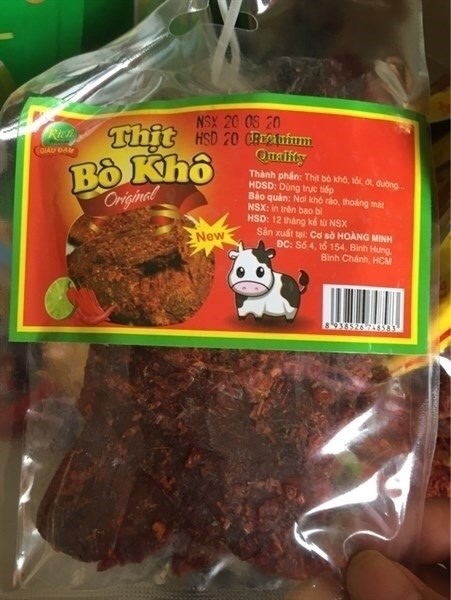 NSX 20 08 20
HSD 20
Rich
GIÀU ĐẠM
Thịt
Bò Khô
Original
Premium
Quality
New
Thành phần: Thịt bò khô, tỏi, ớt, đường...
HDSD: Dùng trực tiếp
Bảo quản: Nơi khô ráo, thoáng mát
NSX: in trên bao bì
HSD: 12 tháng kể từ NSX
Sản xuất tại: Cơ sở HOÀNG MINH
ĐC: Số 4, tổ 154, Bình Hưng,
Bình Chánh, HCM